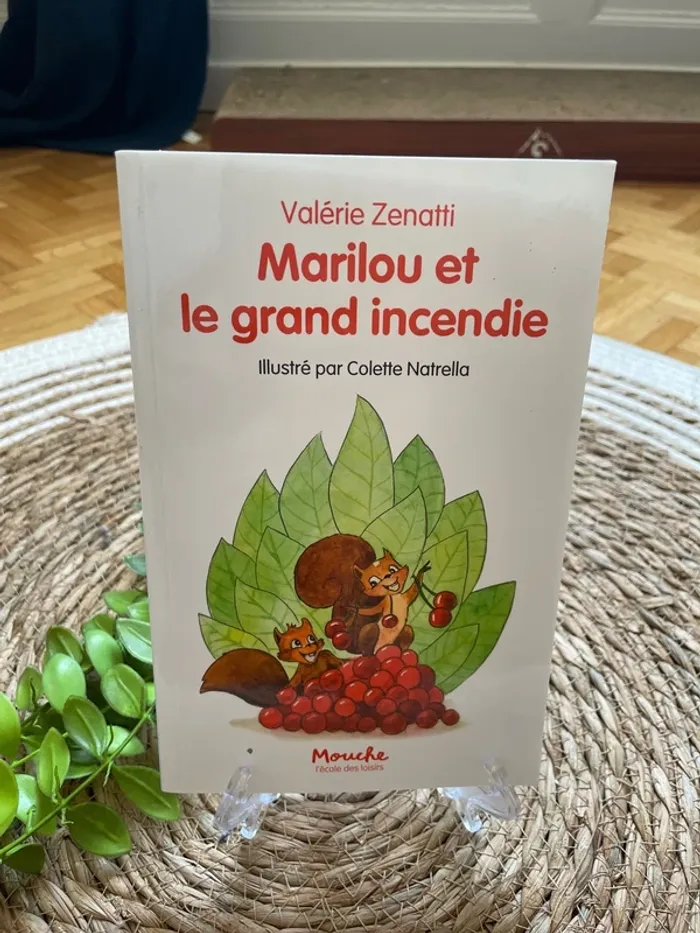 Valérie Zenatti
Marilou et
le grand incendie
Illustré par Colette Natrella
Mouche
l'école des loisirs